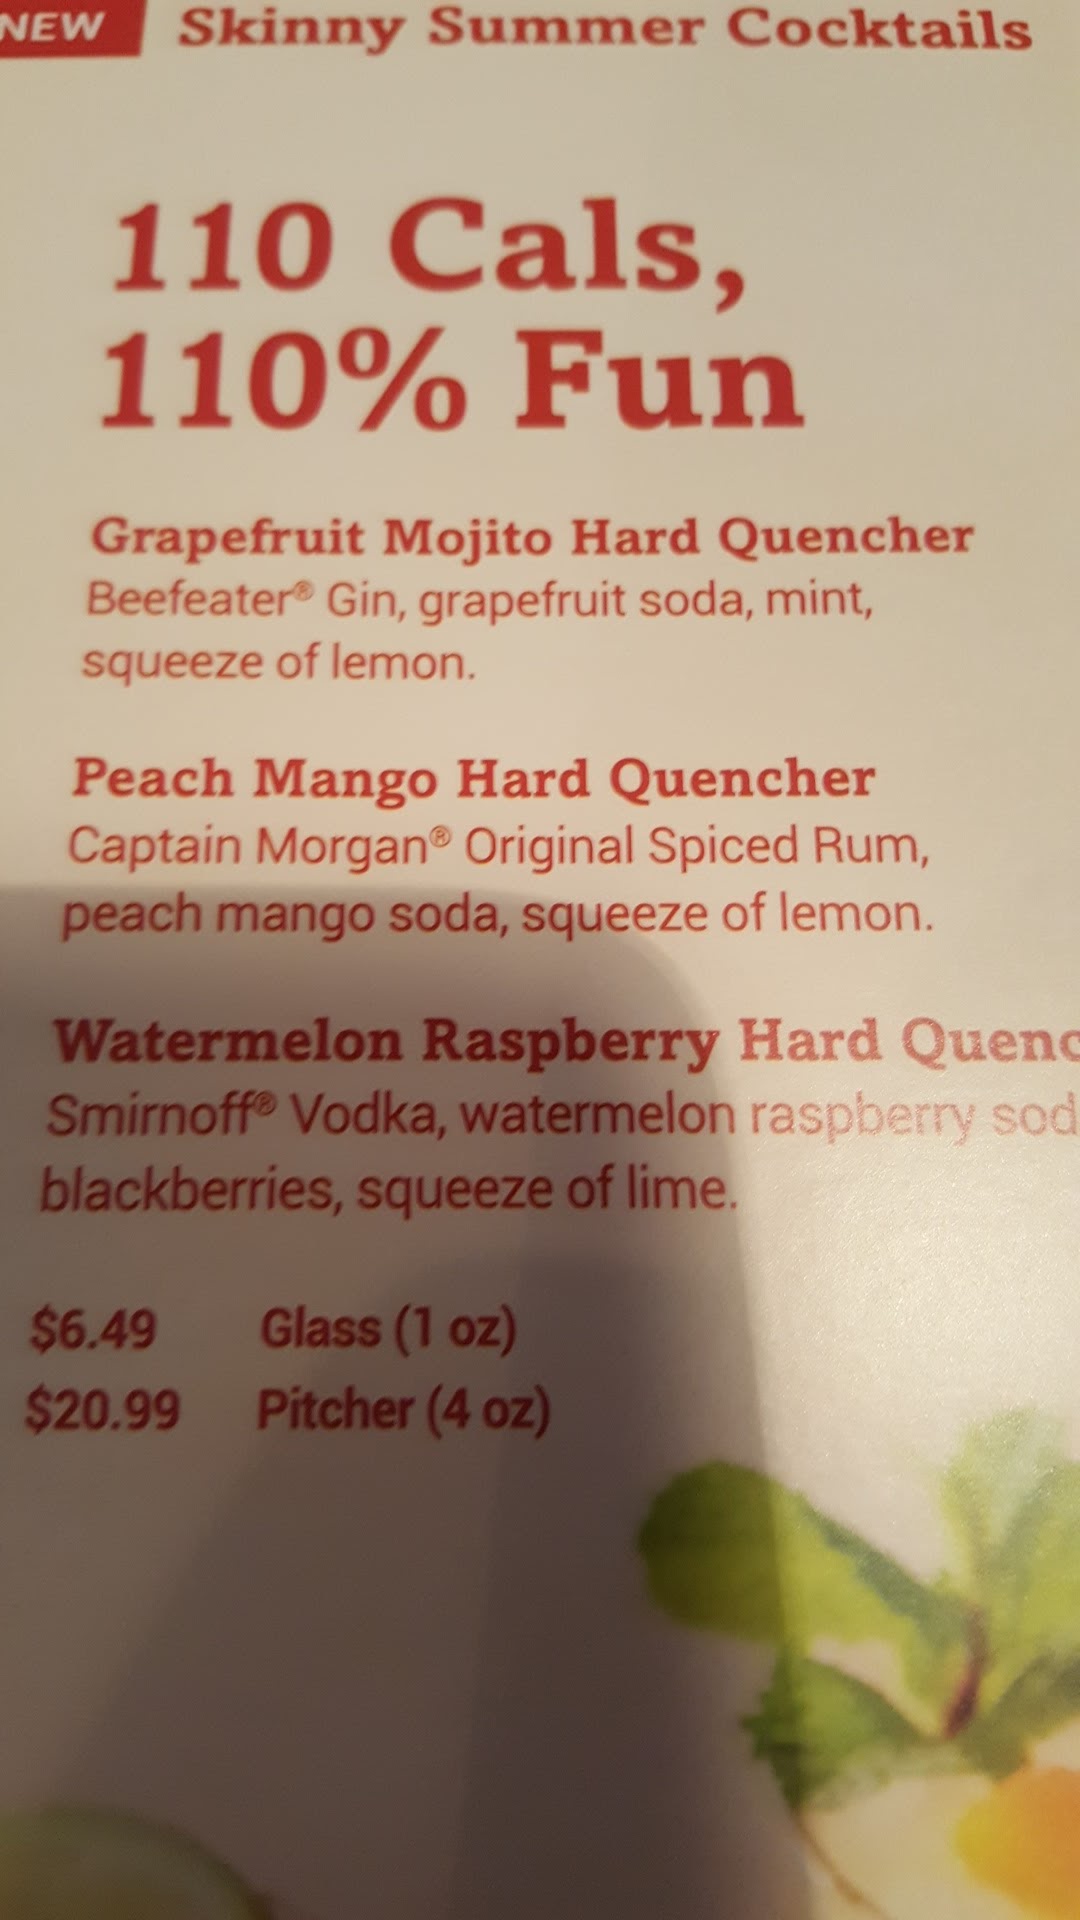 NEW Skinny Summer Cocktails
110 Cals,
110% Fun
Grapefruit Mojito Hard Quencher
Beefeater® Gin, grapefruit soda, mint,
squeeze of lemon.
Peach Mango Hard Quencher
Captain Morgan® Original Spiced Rum,
peach mango soda, squeeze of lemon.
Watermelon Raspberry Hard Quenc
Smirnoff® Vodka, watermelon raspberry sod
blackberries, squeeze of lime.
$6.49 Glass (1 oz)
$20.99 Pitcher (4 oz)